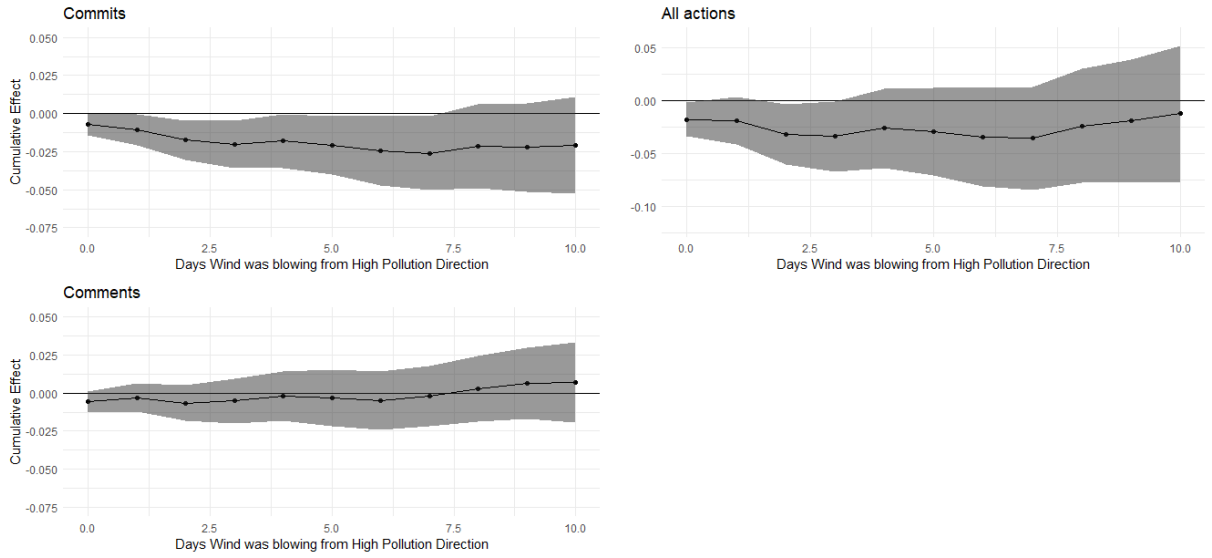 Commits
0.050
0.025
0.000
-0.025
-0.050
-0.075
Cumulative Effect
0.0 2.5 5.0 7.5 10.0
Days Wind was blowing from High Pollution Direction
All actions
0.05
0.00
-0.05
-0.10
0.0 2.5 5.0 7.5 10.0
Days Wind was blowing from High Pollution Direction
Comments
0.050
0.025
0.000
-0.025
-0.050
-0.075
Cumulative Effect
0.0 2.5 5.0 7.5 10.0
Days Wind was blowing from High Pollution Direction